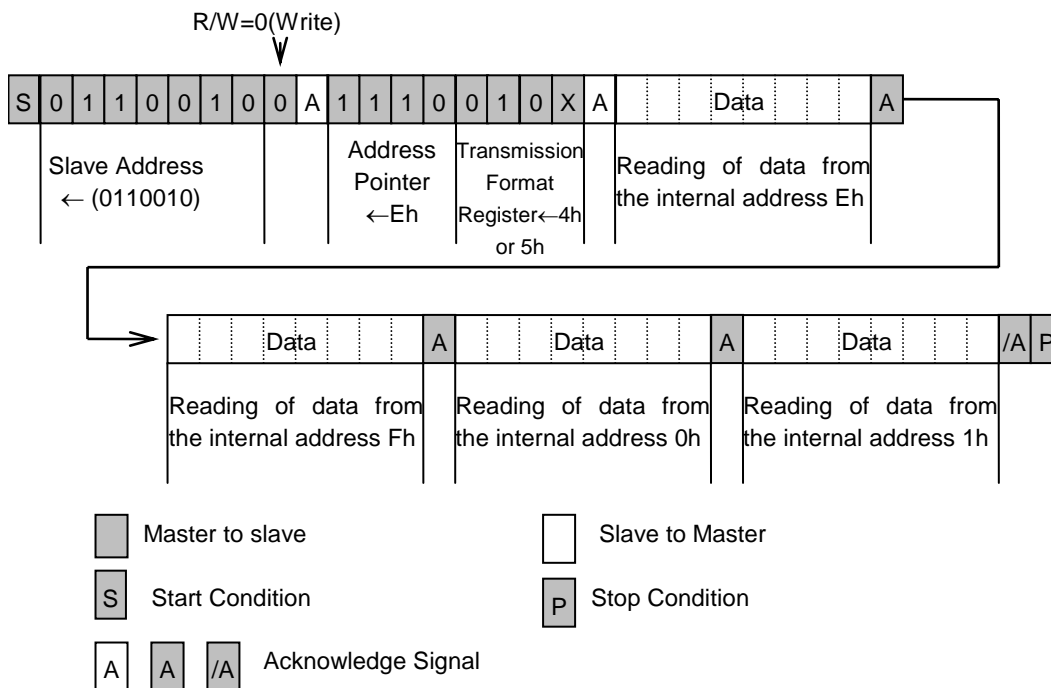 R/W=0(Write)
S 0 1 1 0 0 1 0 0 A 1 1 1 0 0 1 0 X A Data A
Slave Address
← (0110010)
Address
Pointer
←Eh
Transmission
Format
Register←4h
or 5h
Reading of data from
the internal address Eh
Data A Data A Data /A P
Reading of data from
the internal address Fh
Reading of data from
the internal address 0h
Reading of data from
the internal address 1h
Master to slave
Slave to Master
S Start Condition
P Stop Condition
A A /A Acknowledge Signal